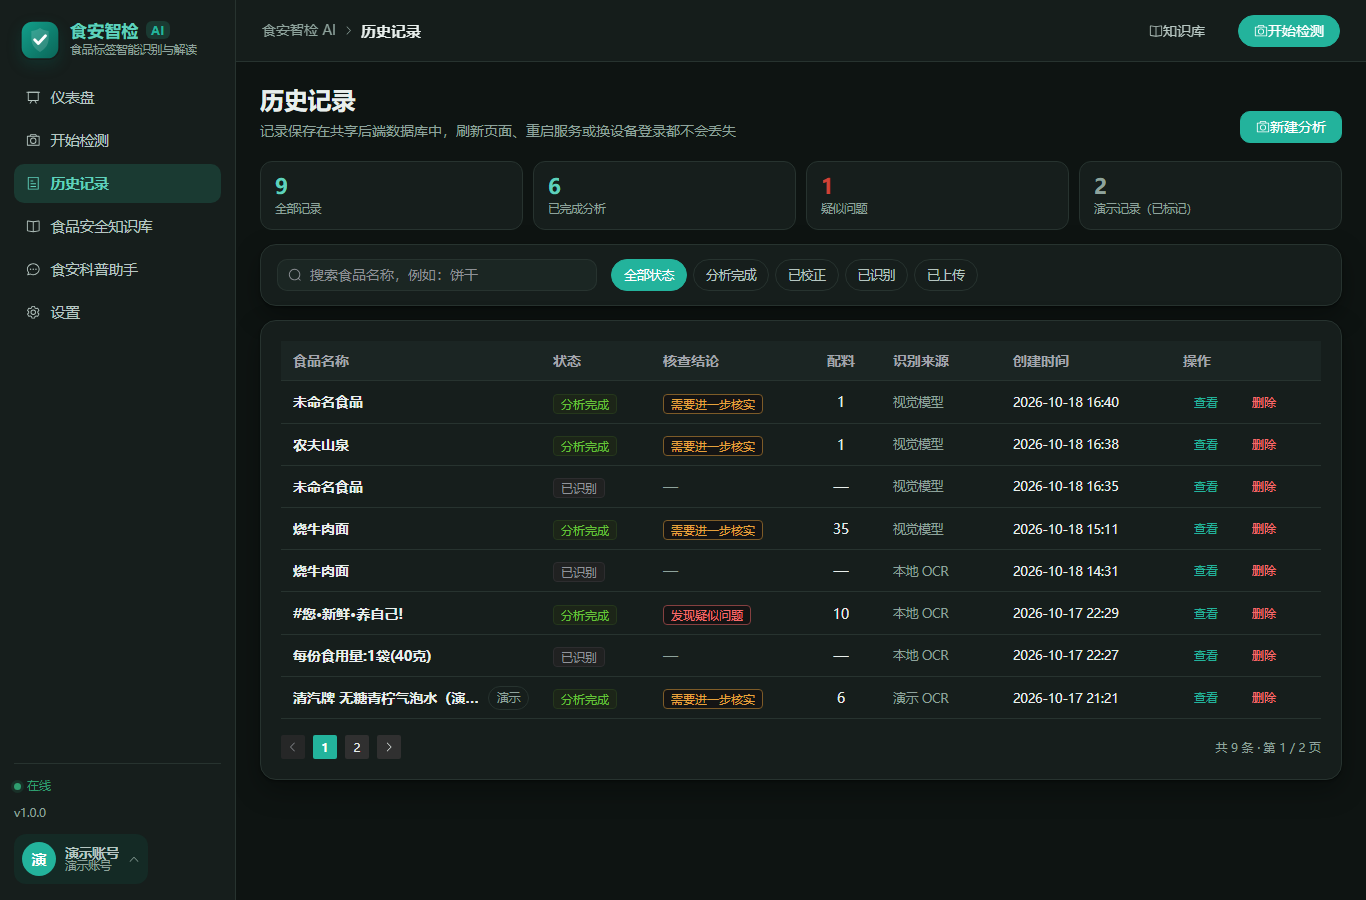 食安智检 AI
食品标签智能识别与解读
仪表盘
开始检测
历史记录
食品安全知识库
食安科普助手
设置
在线
v1.0.0
演
演示账号
演示账号
食安智检 AI > 历史记录
知识库
开始检测
历史记录
记录保存在共享后端数据库中，刷新页面、重启服务或换设备登录都不会丢失
新建分析
9
全部记录
6
已完成分析
1
疑似问题
2
演示记录（已标记）
搜索食品名称，例如：饼干
全部状态 分析完成 已校正 已识别 已上传
食品名称 状态 核查结论 配料 识别来源 创建时间 操作
未命名食品 分析完成 需要进一步核实 1 视觉模型 2026-10-18 16:40 查看 删除
农夫山泉 分析完成 需要进一步核实 1 视觉模型 2026-10-18 16:38 查看 删除
未命名食品 已识别 — — 视觉模型 2026-10-18 16:35 查看 删除
烧牛肉面 分析完成 需要进一步核实 35 视觉模型 2026-10-18 15:11 查看 删除
烧牛肉面 已识别 — — 本地 OCR 2026-10-18 14:31 查看 删除
#您•新鲜•养自己! 分析完成 发现疑似问题 10 本地 OCR 2026-10-17 22:29 查看 删除
每份食用量:1袋(40克) 已识别 — — 本地 OCR 2026-10-17 22:27 查看 删除
清汽牌 无糖青柠气泡水（演... 演示 分析完成 需要进一步核实 6 演示 OCR 2026-10-17 21:21 查看 删除
< 1 2 >
共 9 条 · 第 1 / 2 页